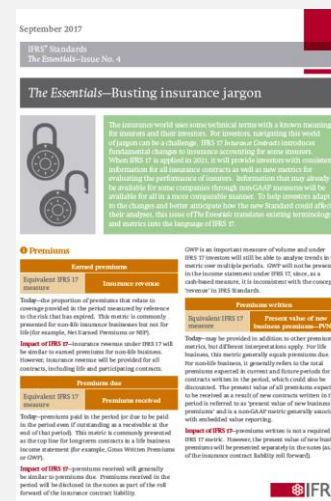 September 2017
IFRS® Standards
The Essentials—Issue No. 4
The Essentials—Busting insurance jargon
The insurance world uses some technical terms with a known meaning
for insurers and their investors. For investors, navigating this world
of jargon can be a challenge. IFRS 17 Insurance Contracts introduces
fundamental changes to insurance accounting for some insurers.
When IFRS 17 is applied in 2021, it will provide investors with consistent
information for all insurance contracts as well as new metrics for
evaluating the performance of insurers. Information that may already
be available for some companies through non-GAAP measures will be
available for all in a more comparable manner. To help investors adapt
to the changes and better anticipate how the new Standard could affect
their analyses, this issue of The Essentials translates existing terminology
and metrics into the language of IFRS 17.
Premiums
Earned premiums
Equivalent IFRS 17
measure
Insurance revenue
Today—the proportion of premiums that relate to
coverage provided in the period measured by reference
to the risk that has expired. This metric is commonly
presented for non-life insurance businesses but not for
life (for example, Net Earned Premiums or NEP).
Impact of IFRS 17—insurance revenue under IFRS 17 will
be similar to earned premiums for non-life business.
However, insurance revenue will be provided for all
contracts, including life and participating contracts.
Premiums due
Equivalent IFRS 17
measure
Premiums received
Today—premiums paid in the period (or due to be paid
in the period even if outstanding as a receivable at the
end of that period). This metric is commonly presented
as the top line for long-term contracts in a life business
income statement (for example, Gross Written Premiums
or GWP).
Impact of IFRS 17—premiums received will generally
be similar to premiums due. Premiums received in the
period will be disclosed in the notes as part of the roll
forward of the insurance contract liability.
GWP is an important measure of volume and under
IFRS 17 investors will still be able to analyse trends in
metric over multiple periods. GWP will not be presen
in the income statement under IFRS 17, since, as a
cash-based measure, it is inconsistent with the concep
'revenue' in IFRS Standards.
Premiums written
Equivalent IFRS 17
measure
Present value of new
business premiums—PVN
Today—may be provided in addition to other premium
metrics, but different interpretations apply. For life
business, this metric generally equals premiums due.
For non-life business, it generally refers to the total
premiums expected in current and future periods for
contracts written in the period, which could also be
discounted. The present value of all premiums expect
to be received as a result of new contracts written in t
period is referred to as 'present value of new business
premiums' and is a non-GAAP metric generally associa
with embedded value reporting.
Impact of IFRS 17—premiums written is not a required
IFRS 17 metric. However, the present value of new busi
premiums will be presented separately in the notes (as
of the insurance contract liability roll forward).
IFRS